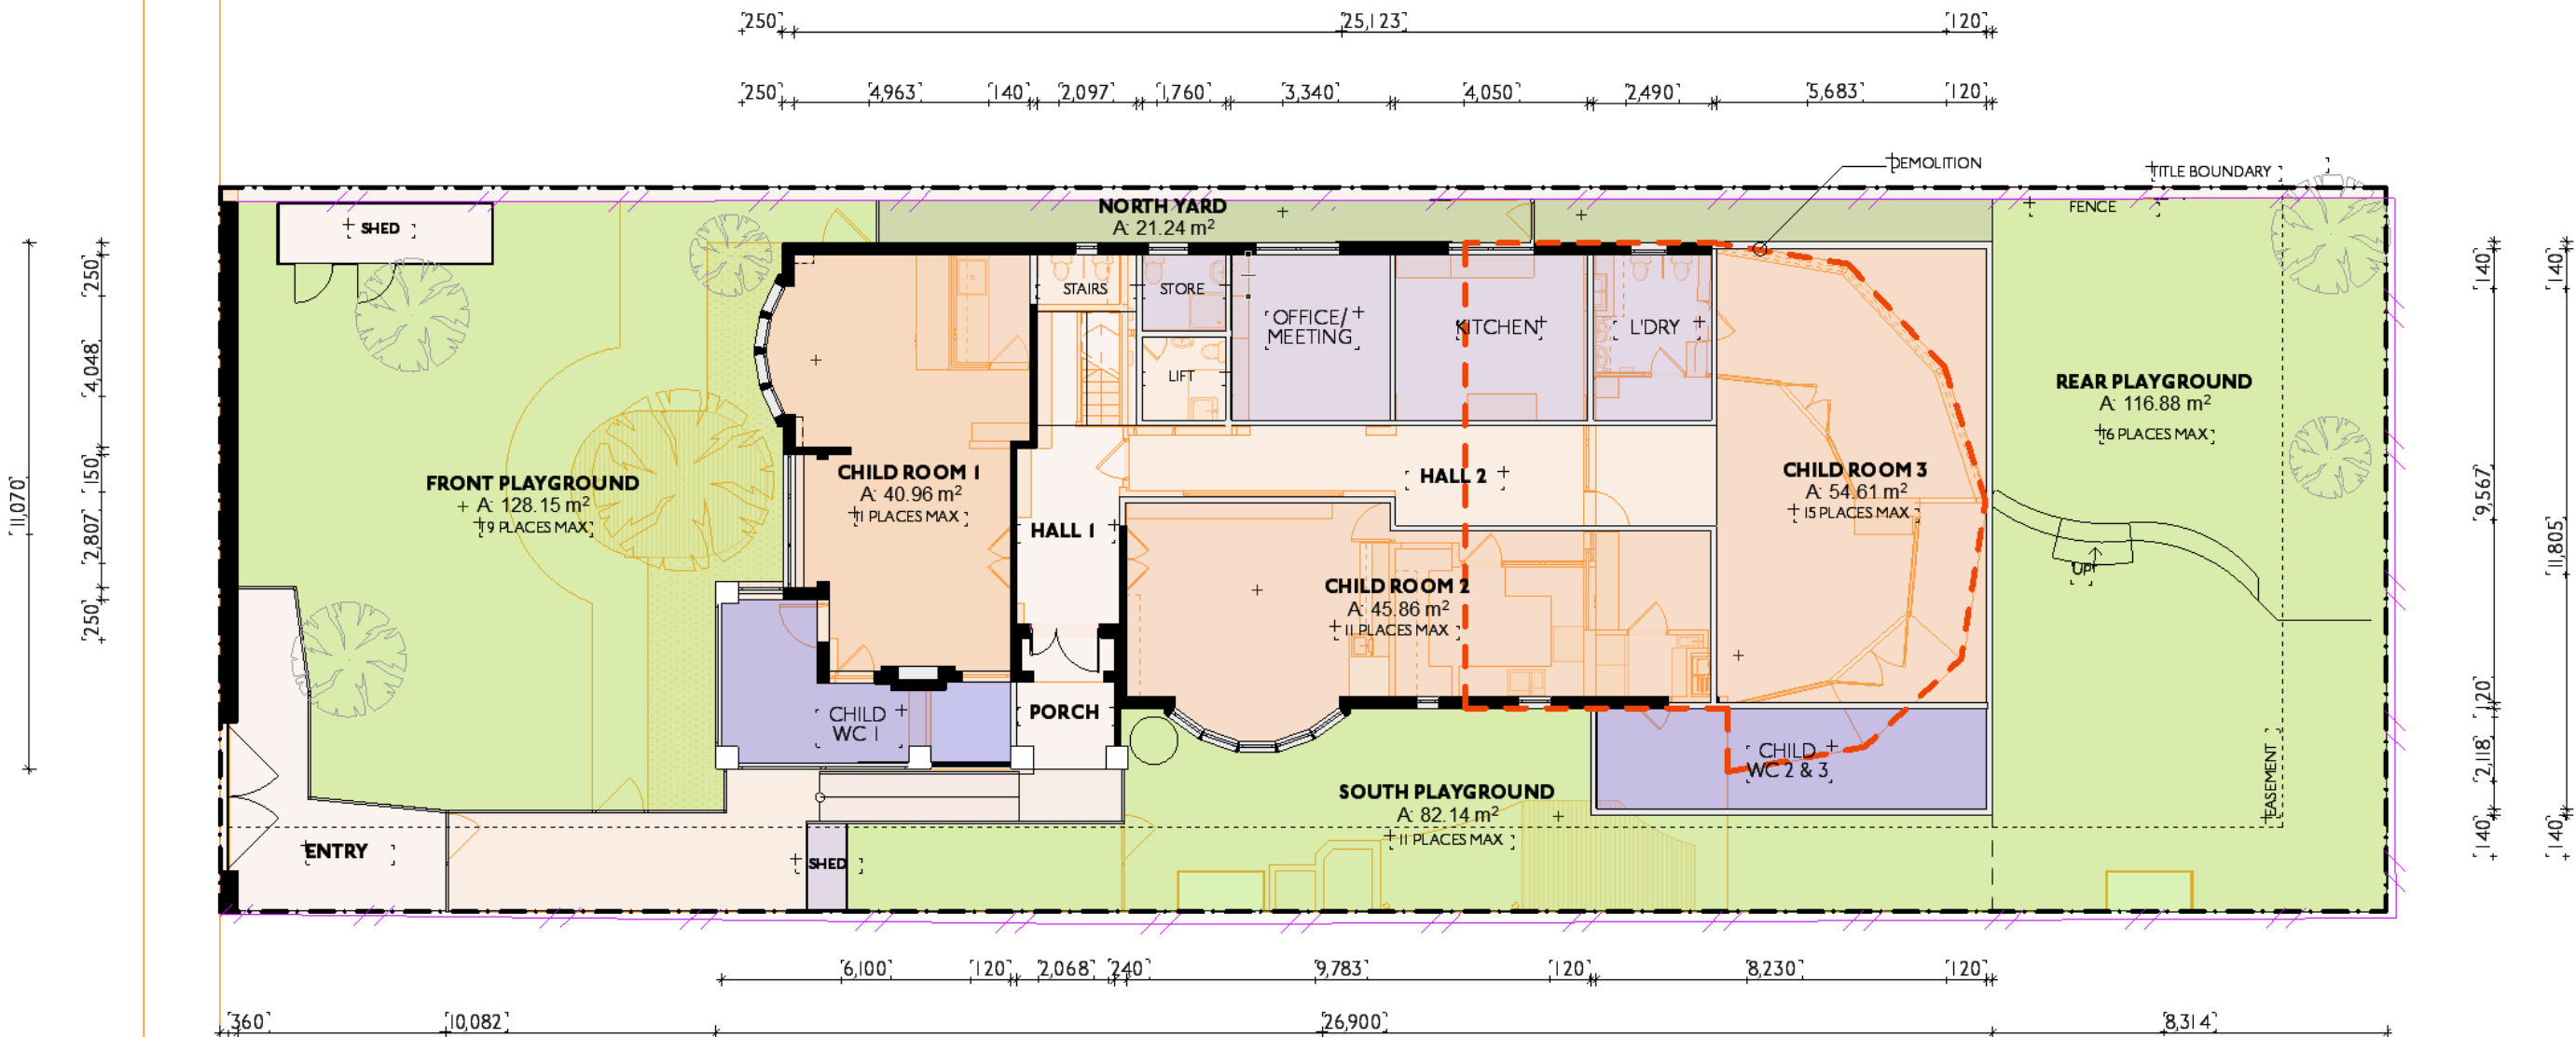 250 25,123 120
250 4,963 140 2,097 1,760 3,340 4,050 2,490 5,683 120
DEMOLITION
TITLE BOUNDARY
FENCE
NORTH YARD
A: 21.24 m²
SHED
STAIRS
STORE
LIFT
OFFICE/
MEETING
KITCHEN
L'DRY
REAR PLAYGROUND
A: 116.88 m²
16 PLACES MAX
FRONT PLAYGROUND
A: 128.15 m²
19 PLACES MAX
CHILD ROOM 1
A: 40.96 m²
11 PLACES MAX
HALL 1
HALL 2
CHILD ROOM 3
A: 54.61 m²
15 PLACES MAX
CHILD ROOM 2
A: 45.86 m²
11 PLACES MAX
UP
CHILD
WC 1
PORCH
CHILD
WC 2 & 3
SOUTH PLAYGROUND
A: 82.14 m²
11 PLACES MAX
EASEMENT
ENTRY
SHED
11,070
250 2,807 150 4,048 250
140 2,118 120 9,567 140
140 11,805 140
6,100 120 2,068 240 9,783 120 8,230 120
360 10,082 26,900 8,314